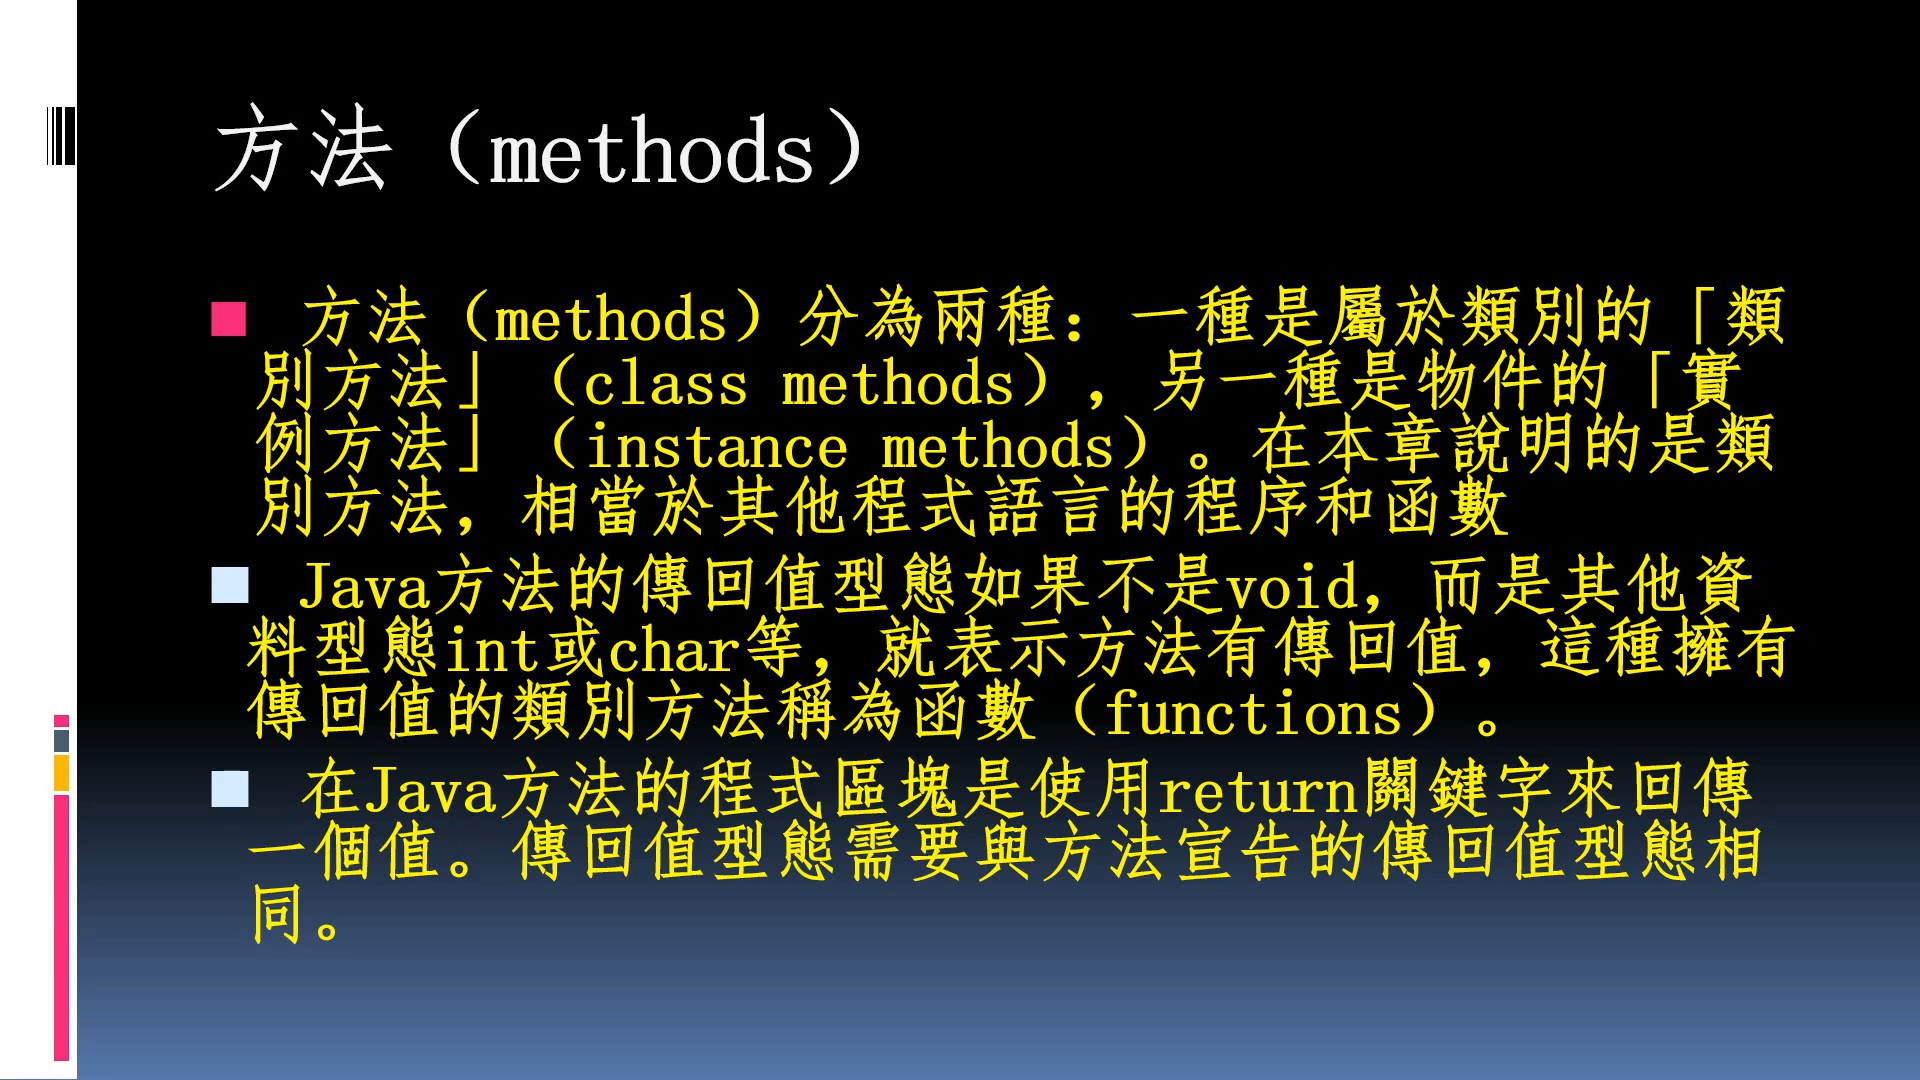 方法（methods）
方法（methods）分為兩種：一種是屬於類別的「類
別方法」（class methods），另一種是物件的「實
例方法」（instance methods）。在本章說明的是類
別方法，相當於其他程式語言的程序和函數
Java方法的傳回值型態如果不是void，而是其他資
料型態int或char等，就表示方法有傳回值，這種擁有
傳回值的類別方法稱為函數（functions）。
在Java方法的程式區塊是使用return關鍵字來回傳
一個值。傳回值型態需要與方法宣告的傳回值型態相
同。